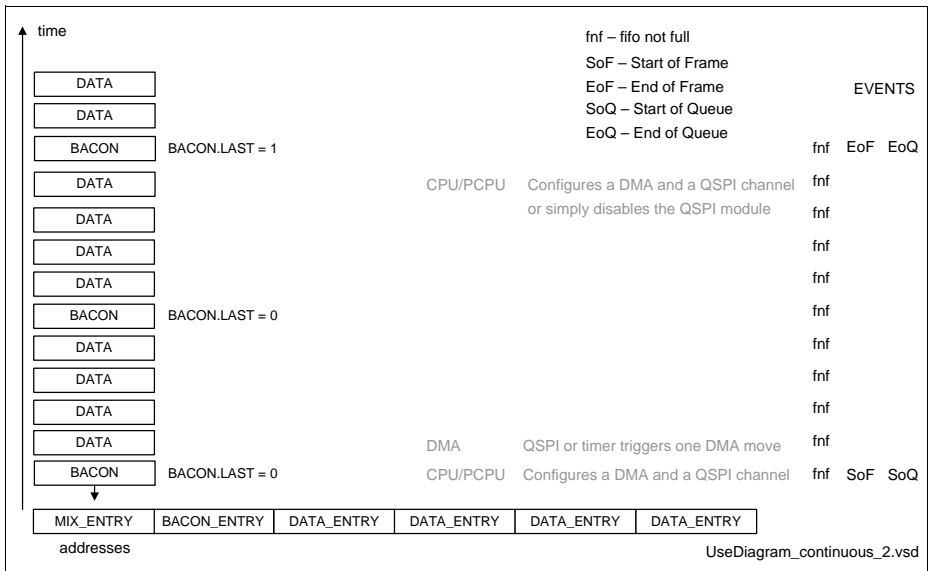 time
fnf – fifo not full
SoF – Start of Frame
DATA EoF – End of Frame EVENTS
DATA SoQ – Start of Queue
EoQ – End of Queue
BACON BACON.LAST = 1 fnf EoF EoQ
DATA CPU/PCPU Configures a DMA and a QSPI channel fnf
DATA or simply disables the QSPI module fnf
DATA fnf
DATA fnf
BACON BACON.LAST = 0 fnf
DATA fnf
DATA fnf
DATA fnf
DATA DMA QSPI or timer triggers one DMA move fnf
BACON BACON.LAST = 0 CPU/PCPU Configures a DMA and a QSPI channel fnf SoF SoQ
MIX_ENTRY BACON_ENTRY DATA_ENTRY DATA_ENTRY DATA_ENTRY DATA_ENTRY
addresses
UseDiagram_continuous_2.vsd